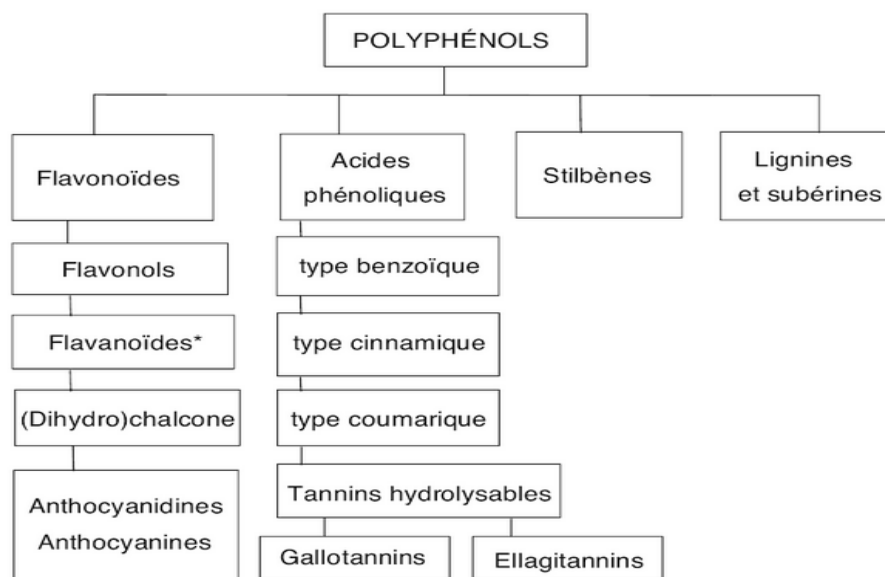 POLYPHÉNOLS
Flavonoïdes
Acides
phénoliques
Stilbènes
Lignines
et subérines
Flavonols
type benzoïque
Flavanoïdes*
type cinnamique
(Dihydro)chalcone
type coumarique
Tannins hydrolysables
Anthocyanidines
Anthocyanines
Gallotannins
Ellagitannins